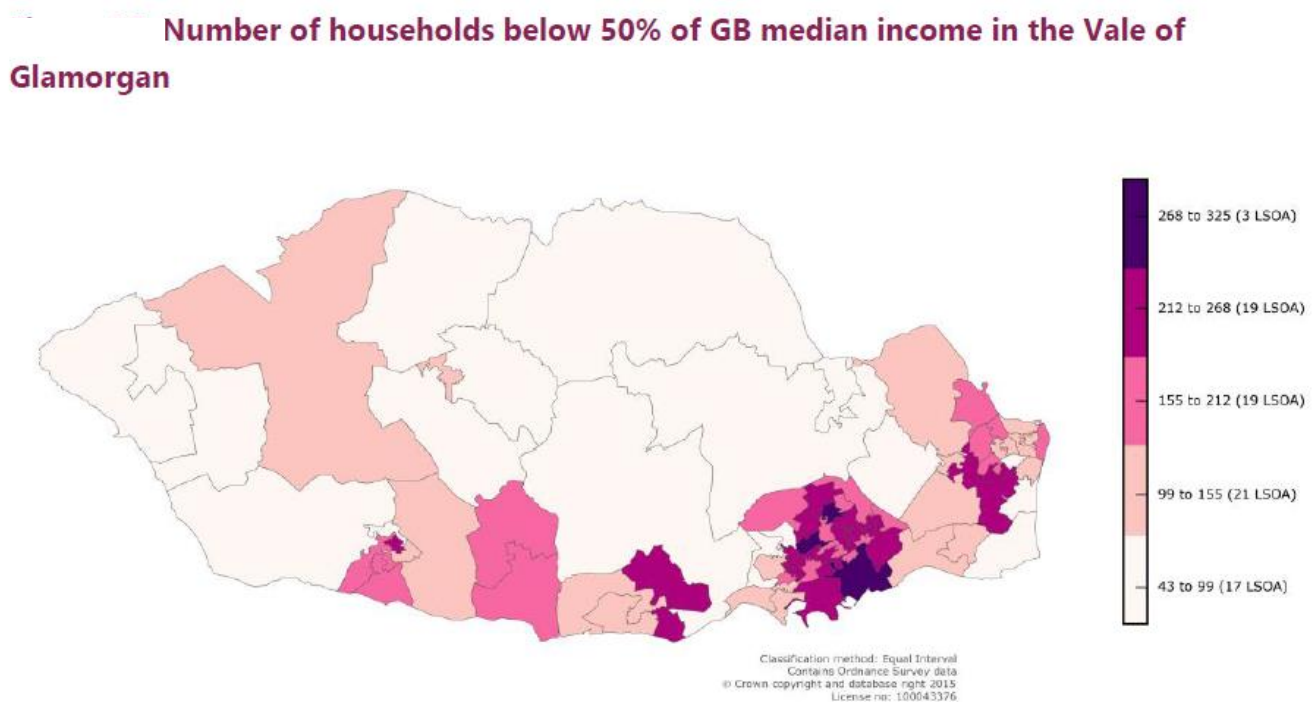 Number of households below 50% of GB median income in the Vale of
Glamorgan
268 to 325 (3 LSOA)
212 to 268 (19 LSOA)
155 to 212 (19 LSOA)
99 to 155 (21 LSOA)
43 to 99 (17 LSOA)
Classification method: Equal Interval
Contains Ordnance Survey data
© Crown copyright and database right 2015
License no: 100043376